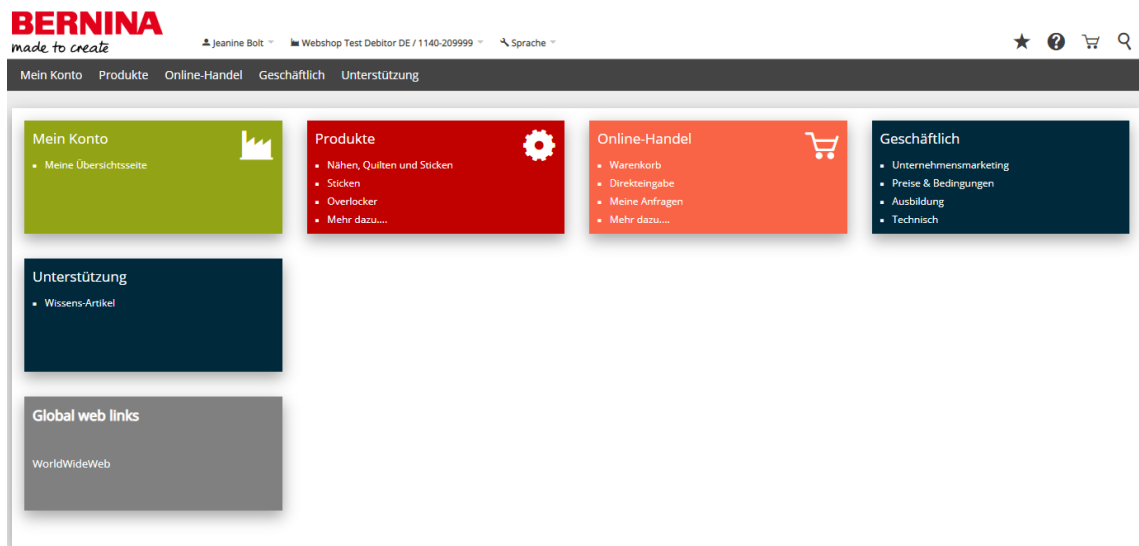 BERNINA
made to create
Jeanine Bolt Webshop Test Debitor DE / 1140-209999 Sprache
Mein Konto Produkte Online-Handel Geschäftlich Unterstützung
Mein Konto
Meine Übersichtsseite
Produkte
Nähen, Quilten und Sticken
Sticken
Overlocker
Mehr dazu....
Online-Handel
Warenkorb
Direkteingabe
Meine Anfragen
Mehr dazu....
Geschäftlich
Unternehmensmarketing
Preise & Bedingungen
Ausbildung
Technisch
Unterstützung
Wissens-Artikel
Global web links
WorldWideWeb